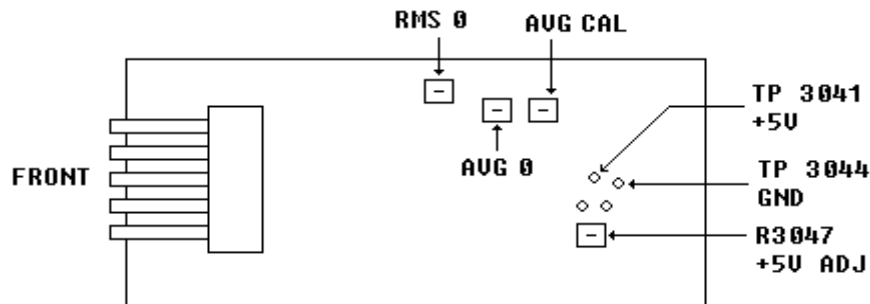 RMS 0
AVG CAL
TP 3041
+5V
AVG 0
FRONT
TP 3044
GND
R3047
+5V ADJ